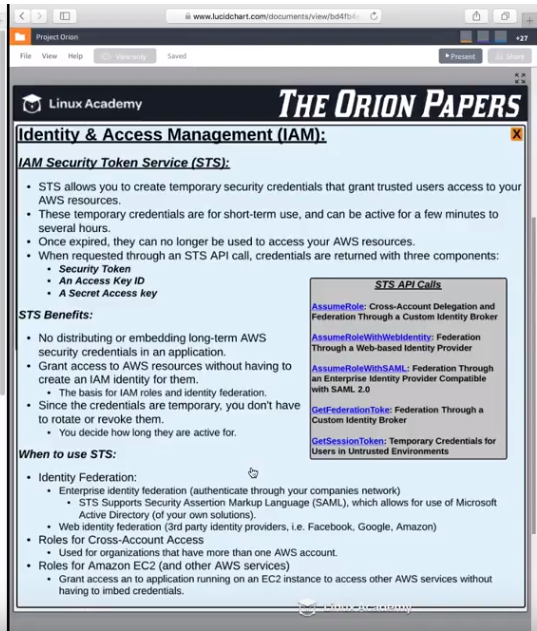 www.lucidchart.com/documents/view/bd4fb4
Project Orion
+27
File View Help View only Saved
Present
Share
Linux Academy
THE ORION PAPERS
Identity & Access Management (IAM):
X
IAM Security Token Service (STS):
• STS allows you to create temporary security credentials that grant trusted users access to your
AWS resources.
• These temporary credentials are for short-term use, and can be active for a few minutes to
several hours.
• Once expired, they can no longer be used to access your AWS resources.
• When requested through an STS API call, credentials are returned with three components:
• Security Token
• An Access Key ID
• A Secret Access key
STS Benefits:
• No distributing or embedding long-term AWS
security credentials in an application.
• Grant access to AWS resources without having to
create an IAM identity for them.
• The basis for IAM roles and identity federation.
• Since the credentials are temporary, you don't have
to rotate or revoke them.
• You decide how long they are active for.
STS API Calls
AssumeRole: Cross-Account Delegation and
Federation Through a Custom Identity Broker
AssumeRoleWithWebIdentity: Federation
Through a Web-based Identity Provider
AssumeRoleWithSAML: Federation Through
an Enterprise Identity Provider Compatible
with SAML 2.0
GetFederationToke: Federation Through a
Custom Identity Broker
GetSessionToken: Temporary Credentials for
Users in Untrusted Environments
When to use STS:
• Identity Federation:
• Enterprise identity federation (authenticate through your companies network)
• STS Supports Security Assertion Markup Language (SAML), which allows for use of Microsoft
Active Directory (of your own solutions).
• Web identity federation (3rd party identity providers, i.e. Facebook, Google, Amazon)
• Roles for Cross-Account Access
• Used for organizations that have more than one AWS account.
• Roles for Amazon EC2 (and other AWS services)
• Grant access an to application running on an EC2 instance to access other AWS services without
having to imbed credentials.
Linux Academy